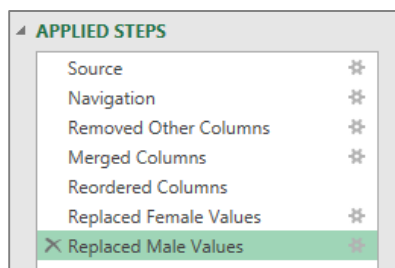 APPLIED STEPS
Source
Navigation
Removed Other Columns
Merged Columns
Reordered Columns
Replaced Female Values
Replaced Male Values